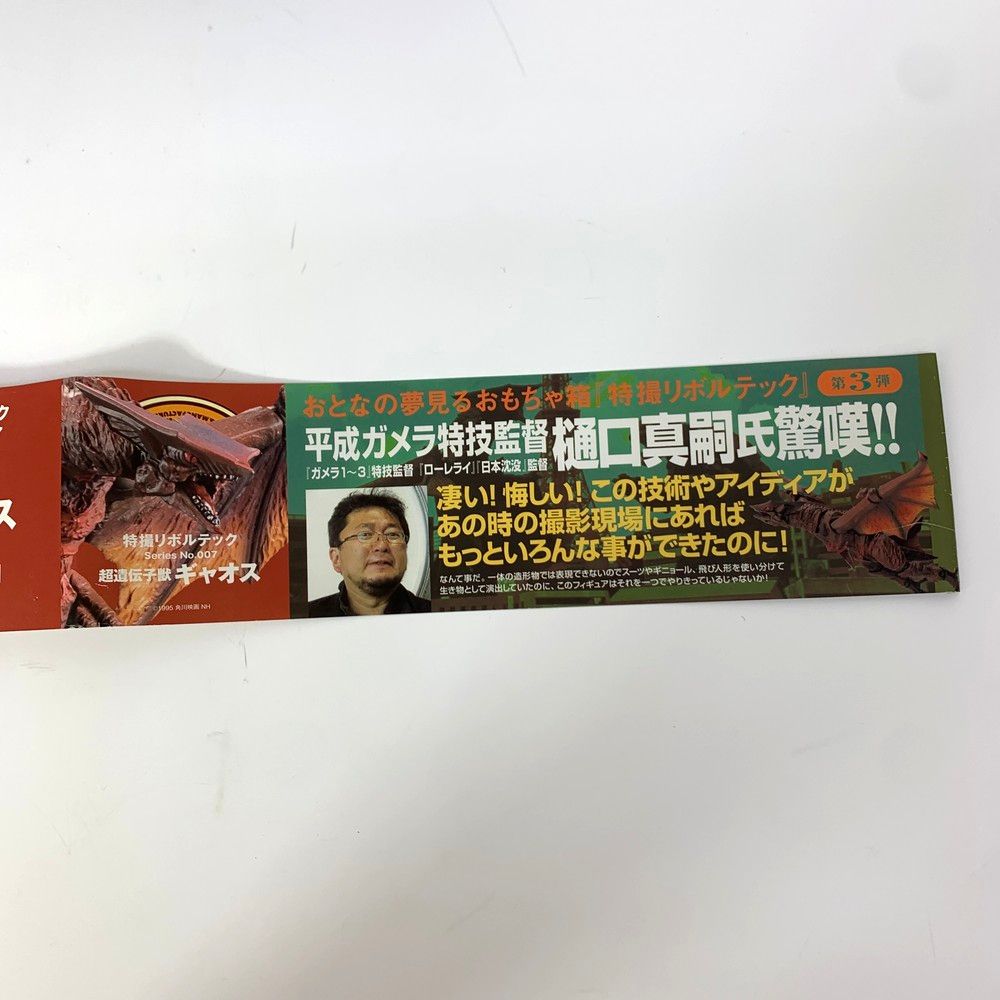 ク
ス
MANUFACTURE
特撮リボルテック
Series No.007
超遺伝子獣 ギャオス
©1995 角川映画 NH
おとなの夢見るおもちゃ箱『特撮リボルテック』 第3弾
平成ガメラ特技監督 樋口真嗣氏驚嘆!!
『ガメラ1~3』特技監督 『ローレライ』『日本沈没』監督
凄い!悔しい!この技術やアイディアが
あの時の撮影現場にあれば
もっといろんな事ができたのに!
なんて事だ。一体の造形物では表現できないのでスーツやギニョール、飛び人形を使い分けて
生き物として演出していたのに、このフィギュアはそれを一つでやりきっているじゃないか!